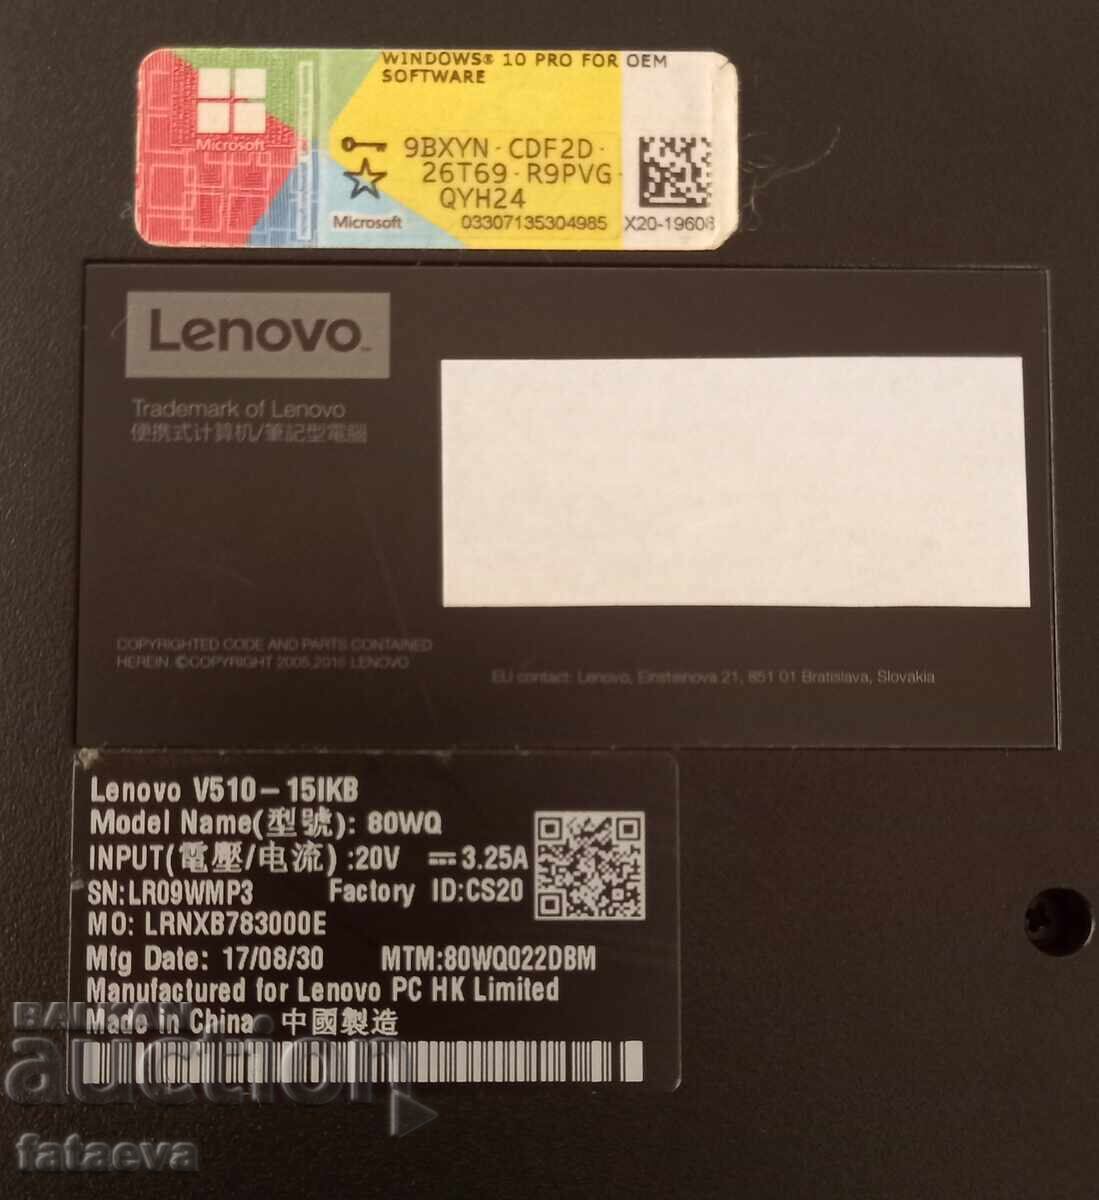 WINDOWS® 10 PRO FOR OEM
SOFTWARE
Microsoft
9BXYN-CDF2D-
26T69-R9PVG-
QYH24
Microsoft
03307135304985
X20-19608
Lenovo™
Trademark of Lenovo
便携式计算机/筆記型電腦
COPYRIGHTED CODE AND PARTS CONTAINED
HEREIN. ©COPYRIGHT 2005,2016 LENOVO
EU contact: Lenovo, Einsteinova 21, 851 01 Bratislava, Slovakia
Lenovo V510-15IKB
Model Name(型號): 80WQ
INPUT(電壓/电流):20V ⎓ 3.25A
SN:LR09WMP3 Factory ID:CS20
MO: LRNXB783000E
Mfg Date: 17/08/30 MTM:80WQ022DBM
Manufactured for Lenovo PC HK Limited
Made in China 中國製造
BALKAN
auction
fataeva